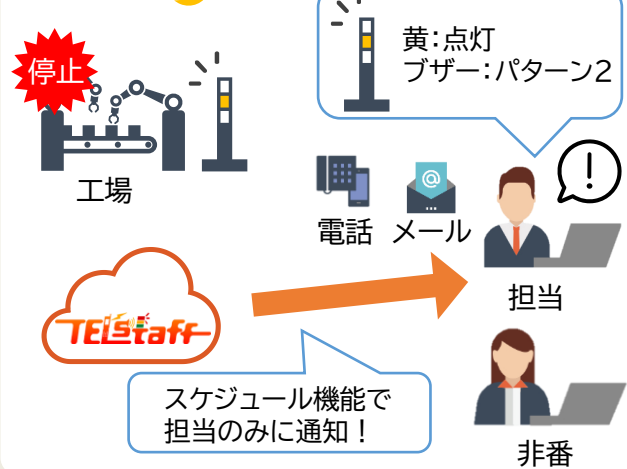 黄：点灯
ブザー：パターン2
停止
工場
電話
メール
@
担当
TELstaff
スケジュール機能で
担当のみに通知！
非番